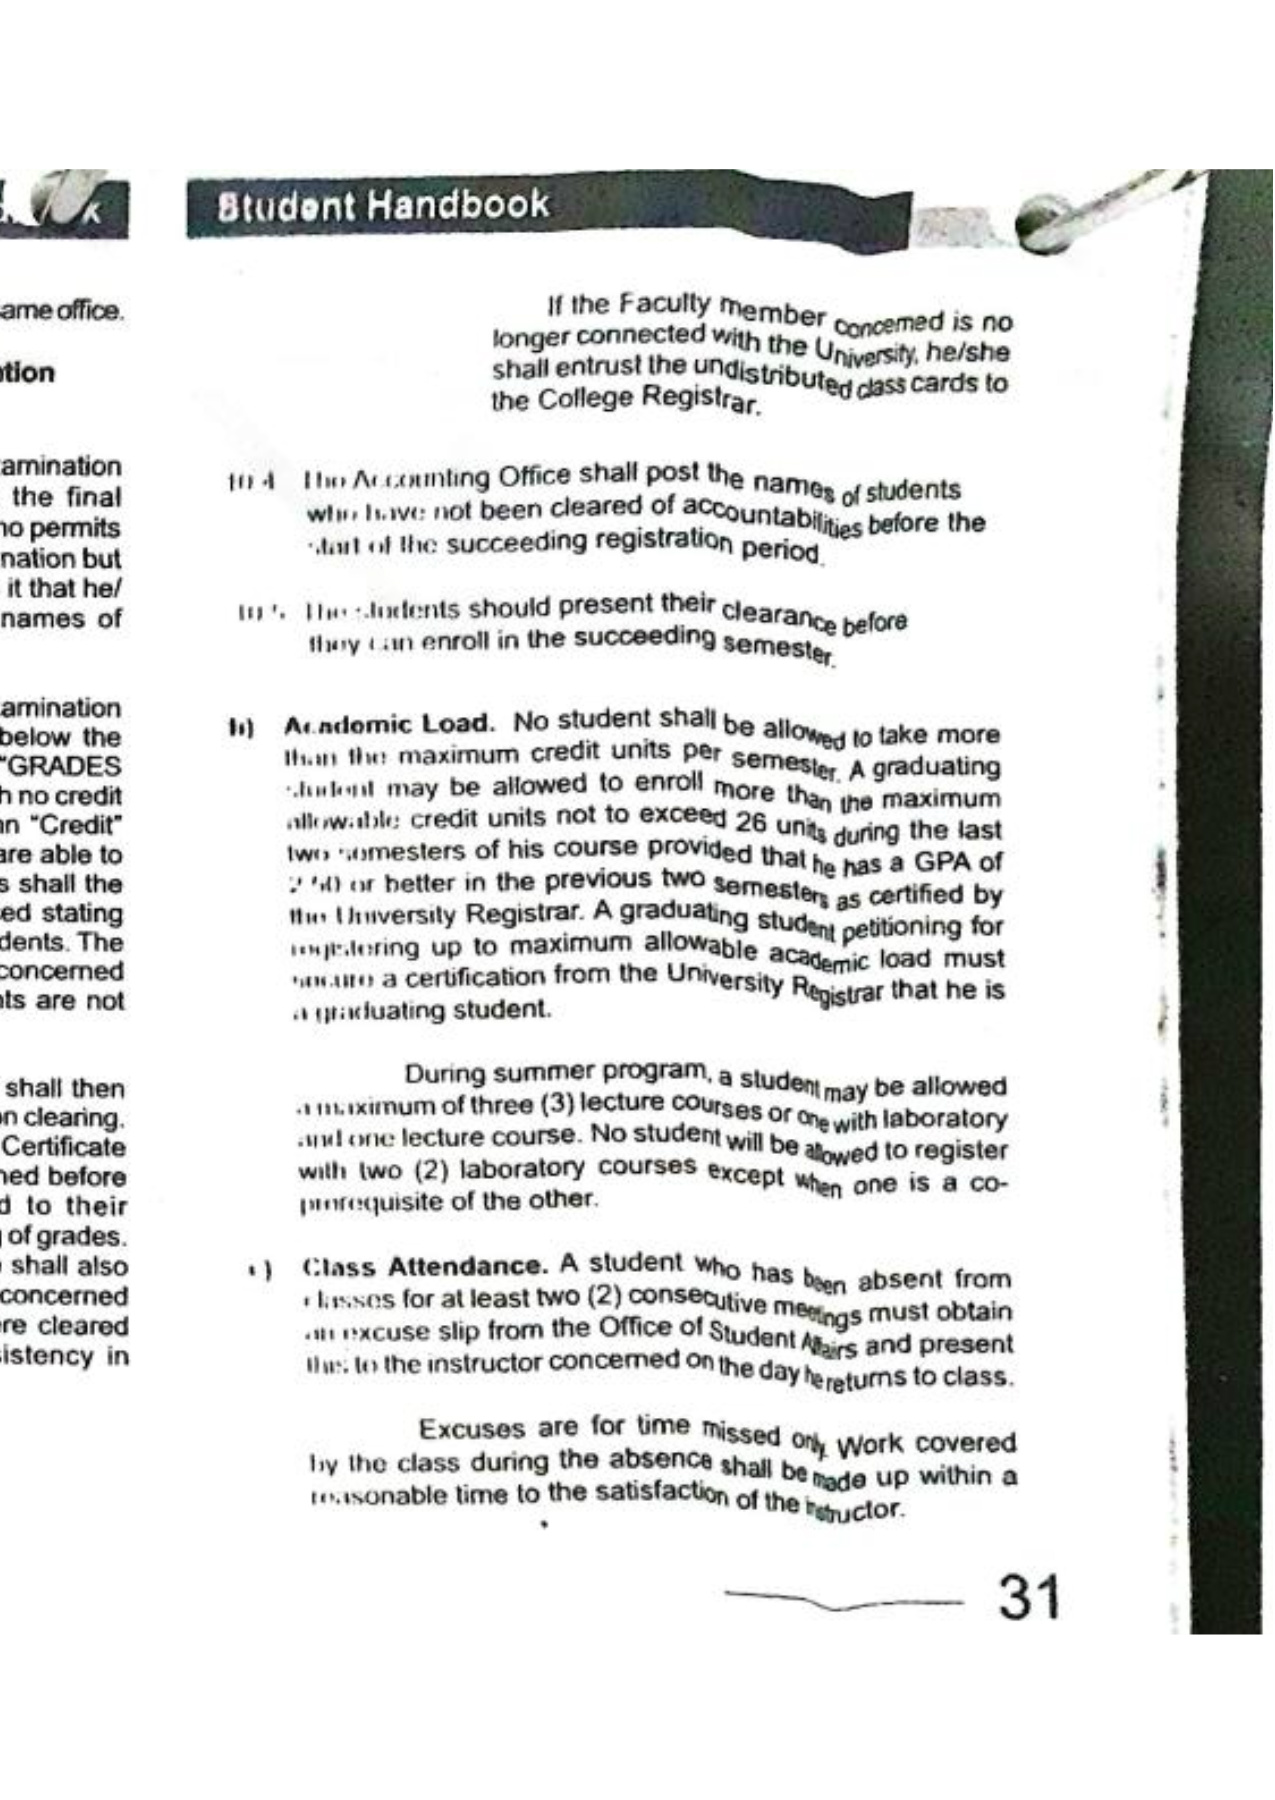 k
ame office.
tion
amination
the final
no permits
nation but
it that he/
names of
amination
below the
"GRADES
h no credit
an "Credit"
are able to
s shall the
ed stating
dents. The
concerned
nts are not
shall then
on clearing.
Certificate
ned before
d to their
of grades.
shall also
concerned
re cleared
istency in
Student Handbook
If the Faculty member concerned is no
longer connected with the University, he/she
shall entrust the undistributed class cards to
the College Registrar.
10.4 The Accounting Office shall post the names of students
who have not been cleared of accountabilities before the
start of the succeeding registration period.
10.5 The students should present their clearance before
they can enroll in the succeeding semester.
b) Academic Load. No student shall be allowed to take more
than the maximum credit units per semester. A graduating
student may be allowed to enroll more than the maximum
allowable credit units not to exceed 26 units during the last
two semesters of his course provided that he has a GPA of
2.50 or better in the previous two semesters as certified by
the University Registrar. A graduating student petitioning for
registering up to maximum allowable academic load must
secure a certification from the University Registrar that he is
a graduating student.
During summer program, a student may be allowed
a maximum of three (3) lecture courses or one with laboratory
and one lecture course. No student will be allowed to register
with two (2) laboratory courses except when one is a co-
prerequisite of the other.
c) Class Attendance. A student who has been absent from
classes for at least two (2) consecutive meetings must obtain
an excuse slip from the Office of Student Affairs and present
this to the instructor concerned on the day he returns to class.
Excuses are for time missed only. Work covered
by the class during the absence shall be made up within a
reasonable time to the satisfaction of the instructor.
31